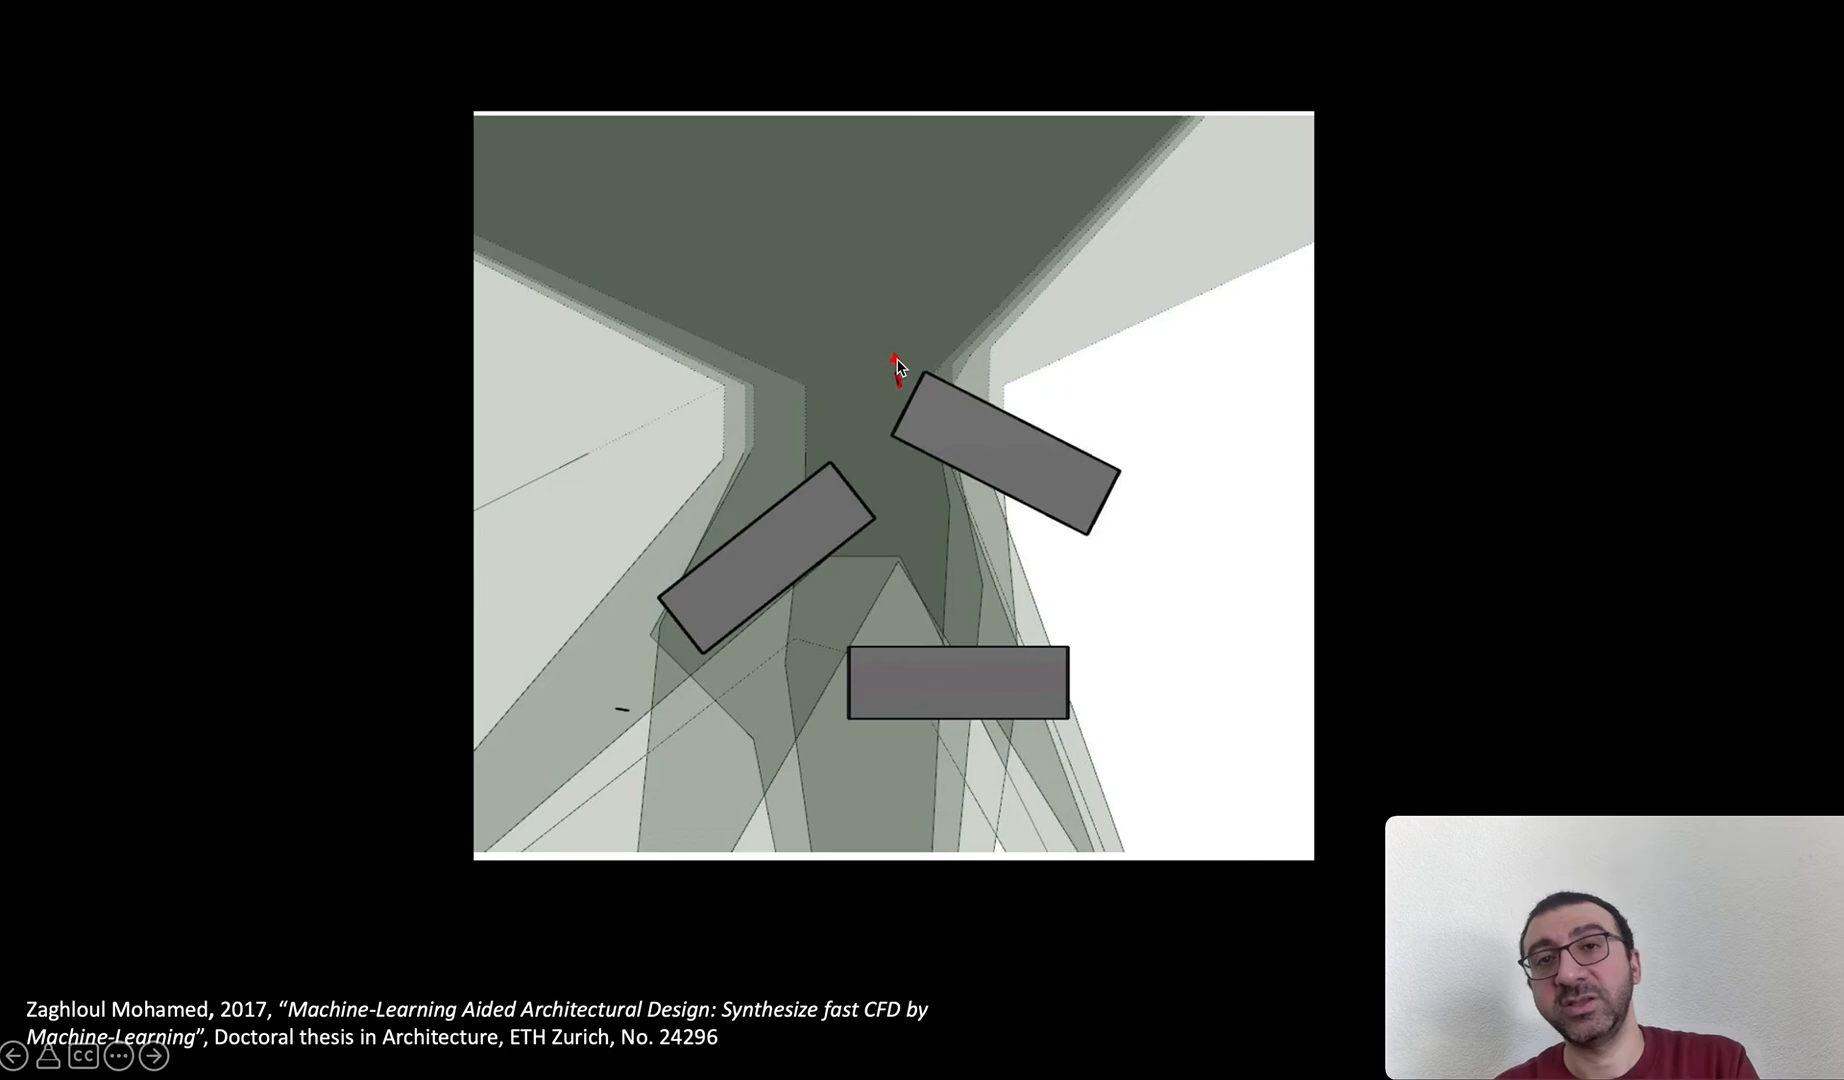 Zaghloul Mohamed, 2017, “Machine-Learning Aided Architectural Design: Synthesize fast CFD by
Machine-Learning”, Doctoral thesis in Architecture, ETH Zurich, No. 24296
CC